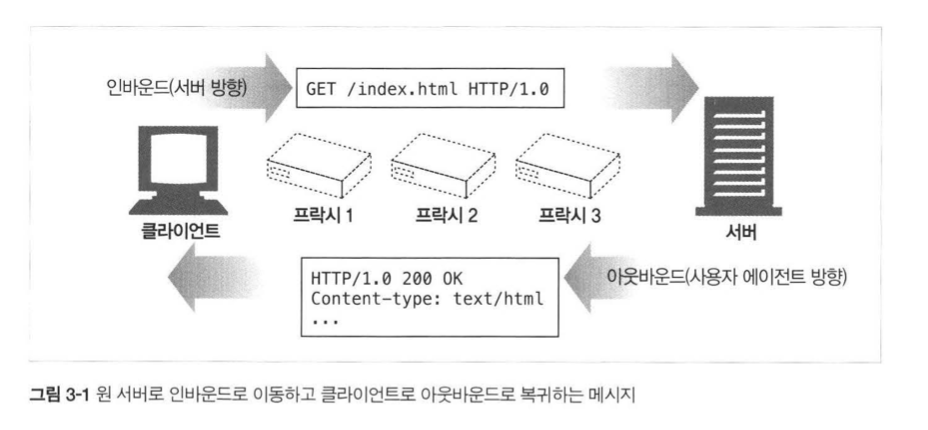 인바운드(서버 방향)
GET /index.html HTTP/1.0
프락시 1
프락시 2
프락시 3
클라이언트
서버
HTTP/1.0 200 OK
Content-type: text/html
...
아웃바운드(사용자 에이전트 방향)
그림 3-1 원 서버로 인바운드로 이동하고 클라이언트로 아웃바운드로 복귀하는 메시지